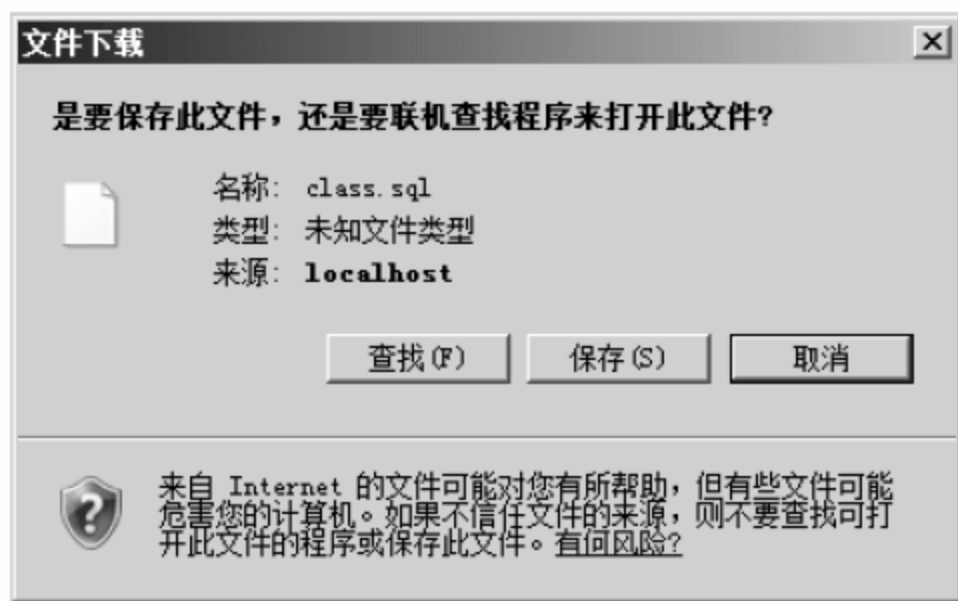 文件下载
是要保存此文件，还是要联机查找程序来打开此文件?
名称: class.sql
类型: 未知文件类型
来源: localhost
查找(F) 保存(S) 取消
来自 Internet 的文件可能对您有所帮助，但有些文件可能
危害您的计算机。如果不信任文件的来源，则不要查找可打
开此文件的程序或保存此文件。有何风险?